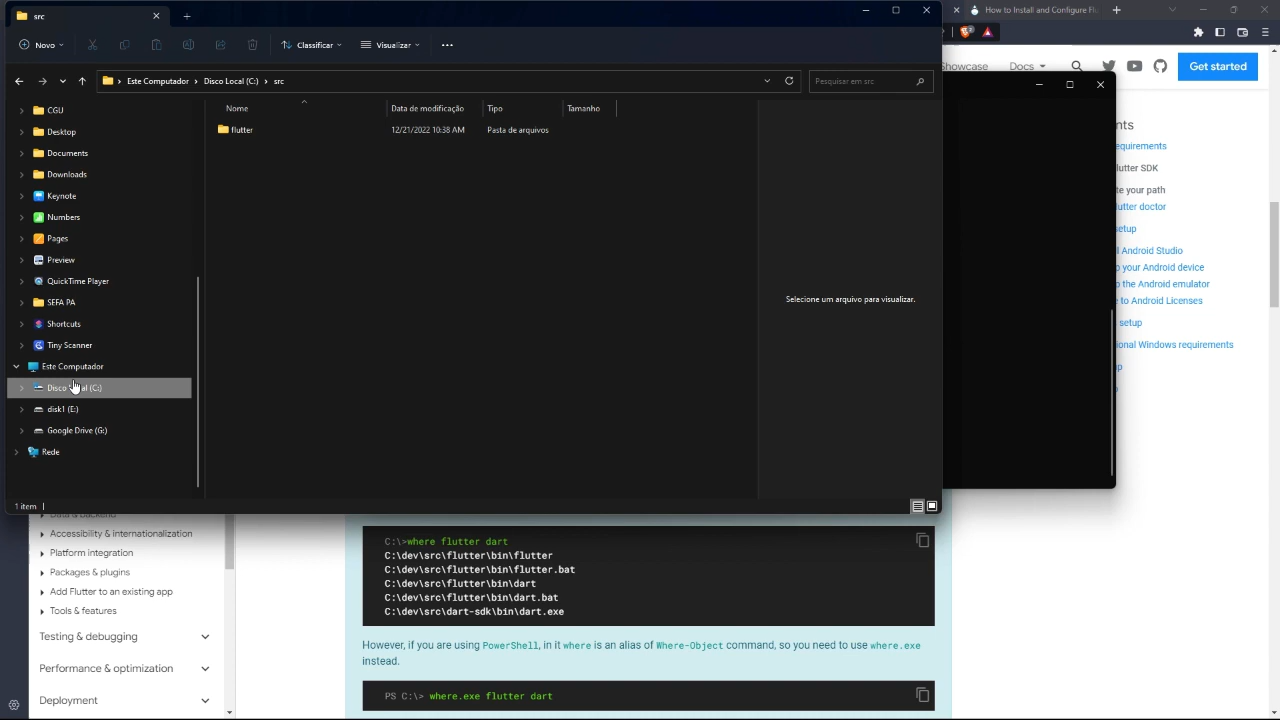 src
How to Install and Configure Fl
Novo
Classificar
Visualizar
Este Computador
Disco Local (C:)
src
Pesquisar em src
Showcase
Docs
Get started
CGU
Desktop
Documents
Downloads
Keynote
Numbers
Pages
Preview
QuickTime Player
SEFA PA
Shortcuts
Tiny Scanner
Este Computador
Disco Local (C:)
disk1 (E:)
Google Drive (G:)
Rede
Nome
Data de modificação
Tipo
Tamanho
flutter
12/21/2022 10:38 AM
Pasta de arquivos
Selecione um arquivo para visualizar.
1 item
nts
equirements
lutter SDK
te your path
lutter doctor
setup
l Android Studio
o your Android device
o the Android emulator
e to Android Licenses
setup
ional Windows requirements
Data & backend
Accessibility & internationalization
Platform integration
Packages & plugins
Add Flutter to an existing app
Tools & features
Testing & debugging
Performance & optimization
Deployment
C:\>where flutter dart
C:\dev\src\flutter\bin\flutter
C:\dev\src\flutter\bin\flutter.bat
C:\dev\src\flutter\bin\dart
C:\dev\src\flutter\bin\dart.bat
C:\dev\src\dart-sdk\bin\dart.exe
However, if you are using PowerShell, in it where is an alias of Where-Object command, so you need to use where.exe
instead.
PS C:\> where.exe flutter dart